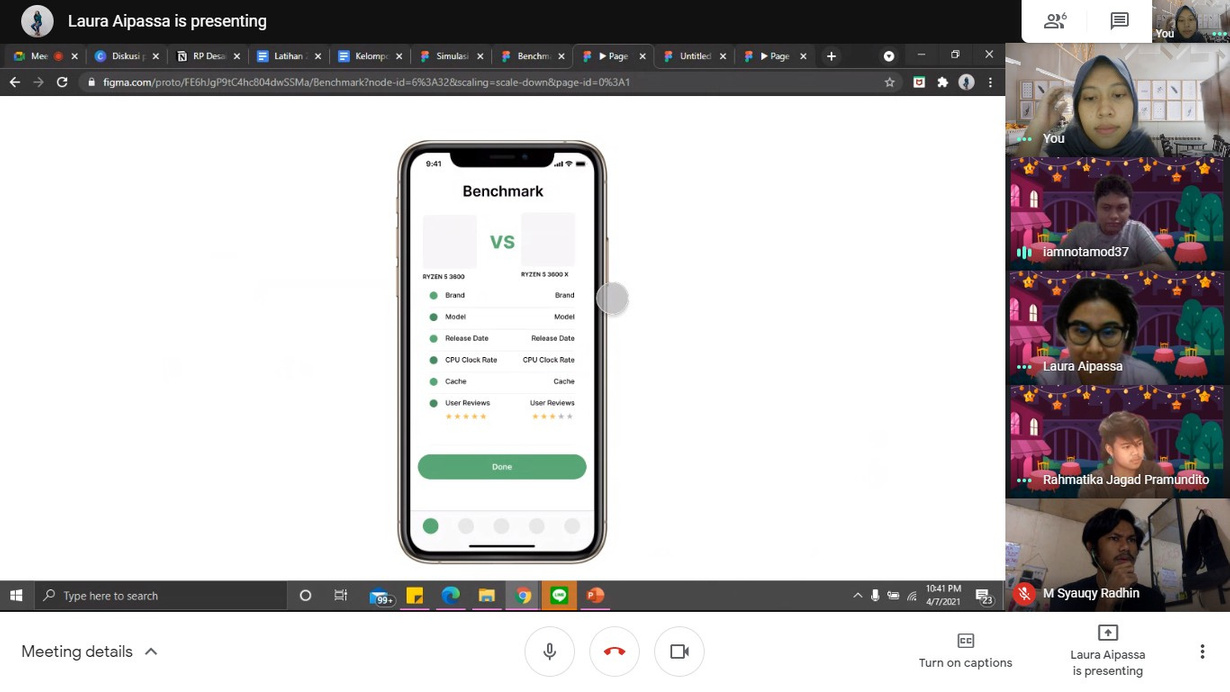 Laura Aipassa is presenting
6
You
Mee
Diskusi p
RP Desa
Latihan 2
Kelompo
Simulasi
Benchm
Page
Untitled
Page
figma.com/proto/FE6hJgP9tC4hc804dwSSMa/Benchmark?node-id=6%3A32&scaling=scale-down&page-id=0%3A1
9:41
Benchmark
VS
RYZEN 5 3600
RYZEN 5 3600 X
Brand Brand
Model Model
Release Date Release Date
CPU Clock Rate CPU Clock Rate
Cache Cache
User Reviews User Reviews
Done
You
iamnotamod37
Laura Aipassa
Rahmatika Jagad Pramundito
M Syauqy Radhin
Type here to search
99+
10:41 PM
4/7/2021
23
Meeting details
Turn on captions
Laura Aipassa
is presenting